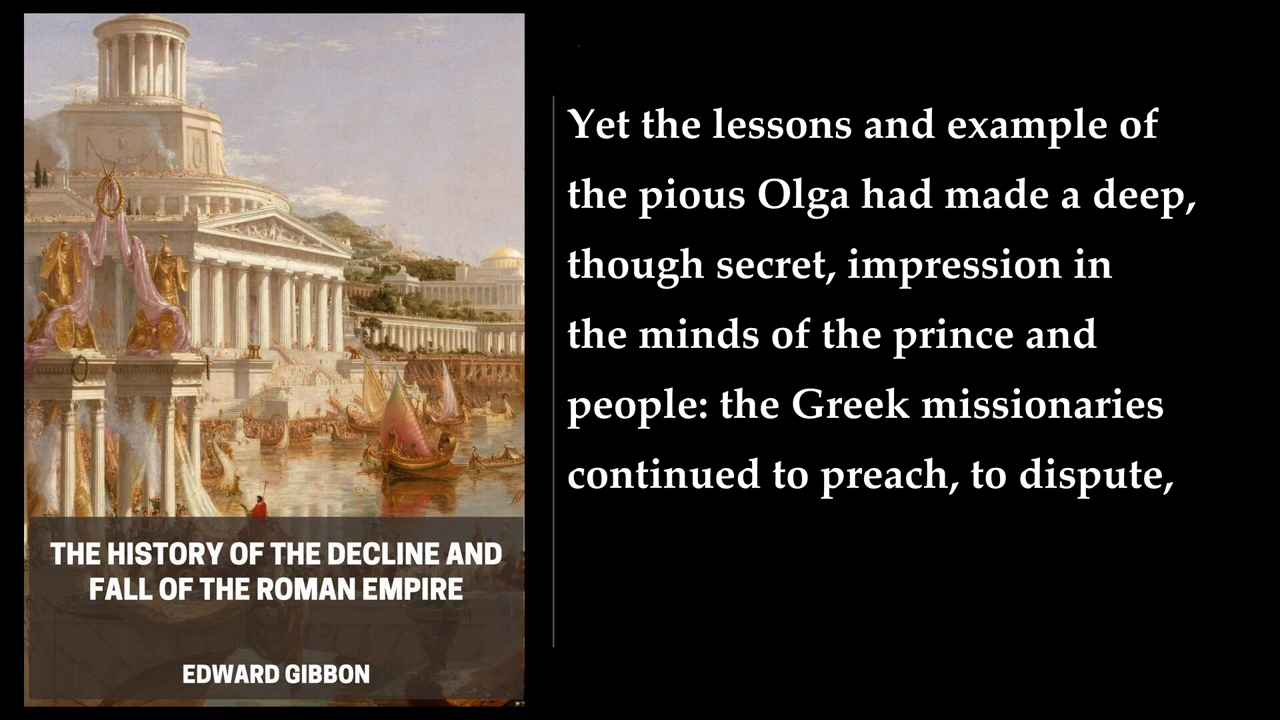 THE HISTORY OF THE DECLINE AND
FALL OF THE ROMAN EMPIRE
EDWARD GIBBON
Yet the lessons and example of
the pious Olga had made a deep,
though secret, impression in
the minds of the prince and
people: the Greek missionaries
continued to preach, to dispute,